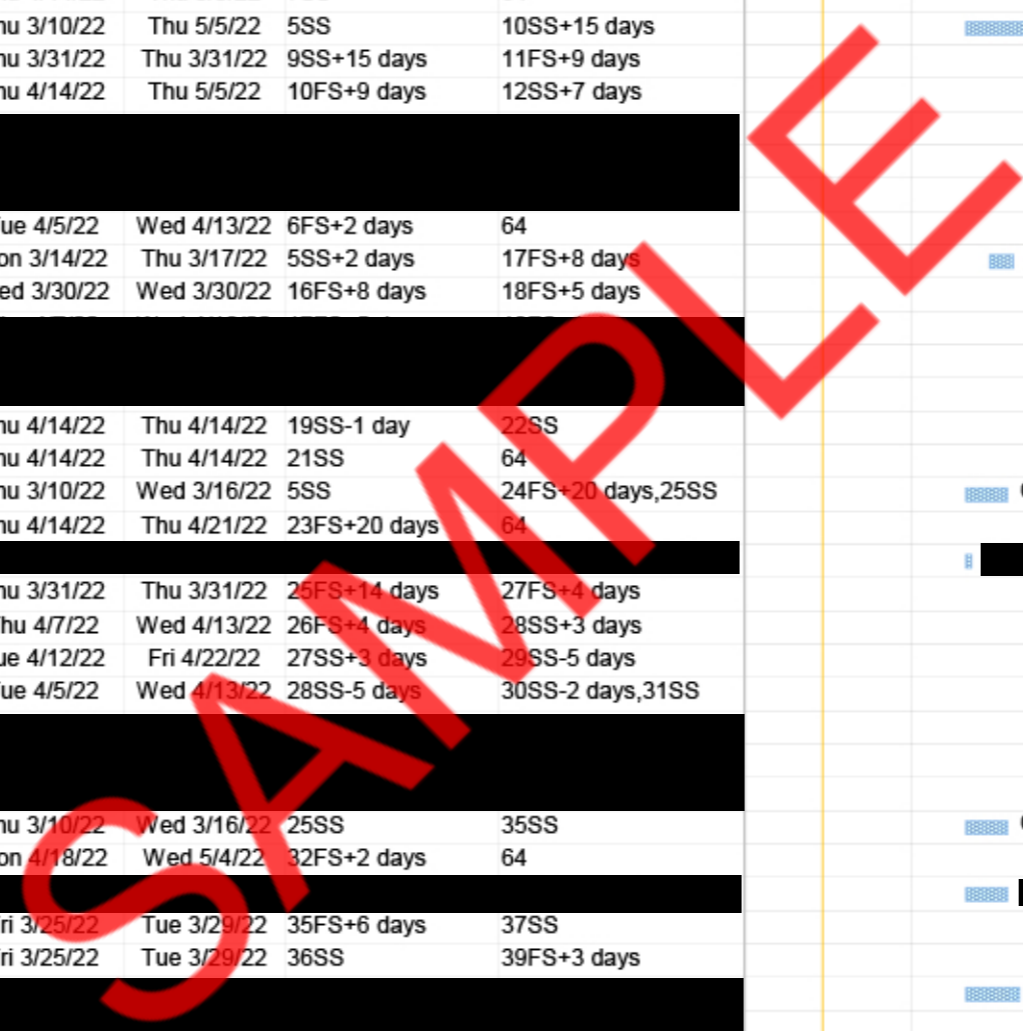 nu 3/10/22 Thu 5/5/22 5SS 10SS+15 days
nu 3/31/22 Thu 3/31/22 9SS+15 days 11FS+9 days
nu 4/14/22 Thu 5/5/22 10FS+9 days 12SS+7 days
ue 4/5/22 Wed 4/13/22 6FS+2 days 64
on 3/14/22 Thu 3/17/22 5SS+2 days 17FS+8 days
ed 3/30/22 Wed 3/30/22 16FS+8 days 18FS+5 days
nu 4/14/22 Thu 4/14/22 19SS-1 day 22SS
nu 4/14/22 Thu 4/14/22 21SS 64
nu 3/10/22 Wed 3/16/22 5SS 24FS+20 days,25SS
nu 4/14/22 Thu 4/21/22 23FS+20 days 64
nu 3/31/22 Thu 3/31/22 25FS+14 days 27FS+4 days
hu 4/7/22 Wed 4/13/22 26FS+4 days 28SS+3 days
ue 4/12/22 Fri 4/22/22 27SS+3 days 29SS-5 days
ue 4/5/22 Wed 4/13/22 28SS-5 days 30SS-2 days,31SS
nu 3/10/22 Wed 3/16/22 25SS 35SS
on 4/18/22 Wed 5/4/22 32FS+2 days 64
ri 3/25/22 Tue 3/29/22 35FS+6 days 37SS
ri 3/25/22 Tue 3/29/22 36SS 39FS+3 days
SAMPLE